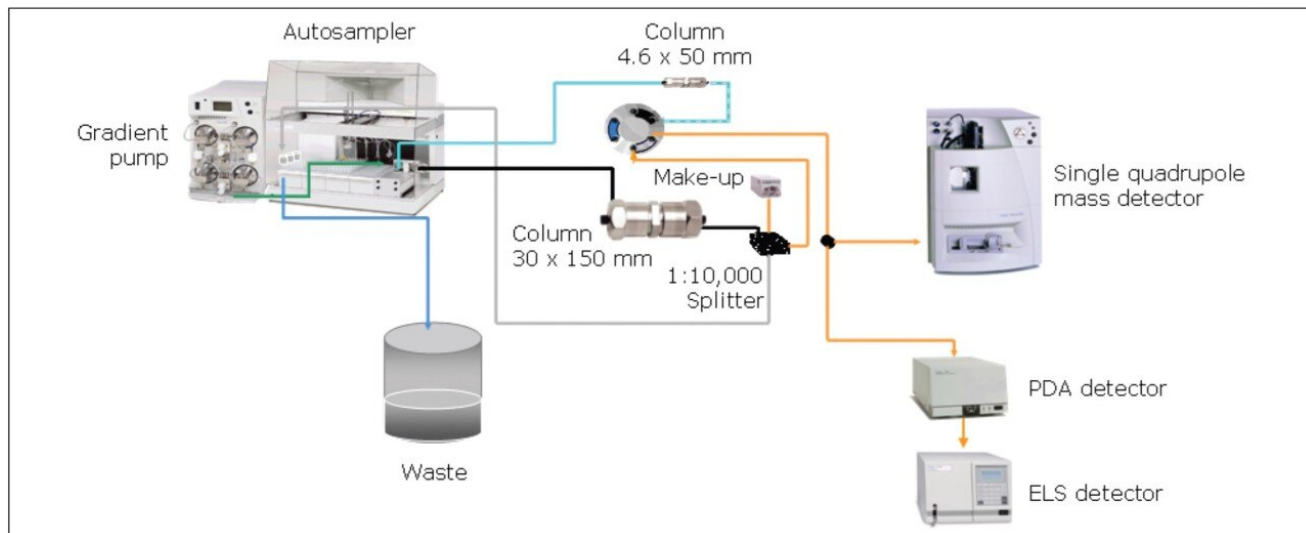 Autosampler
Column
4.6 x 50 mm
Gradient
pump
Make-up
Single quadrupole
mass detector
Column
30 x 150 mm
1:10,000
Splitter
PDA detector
Waste
ELS detector